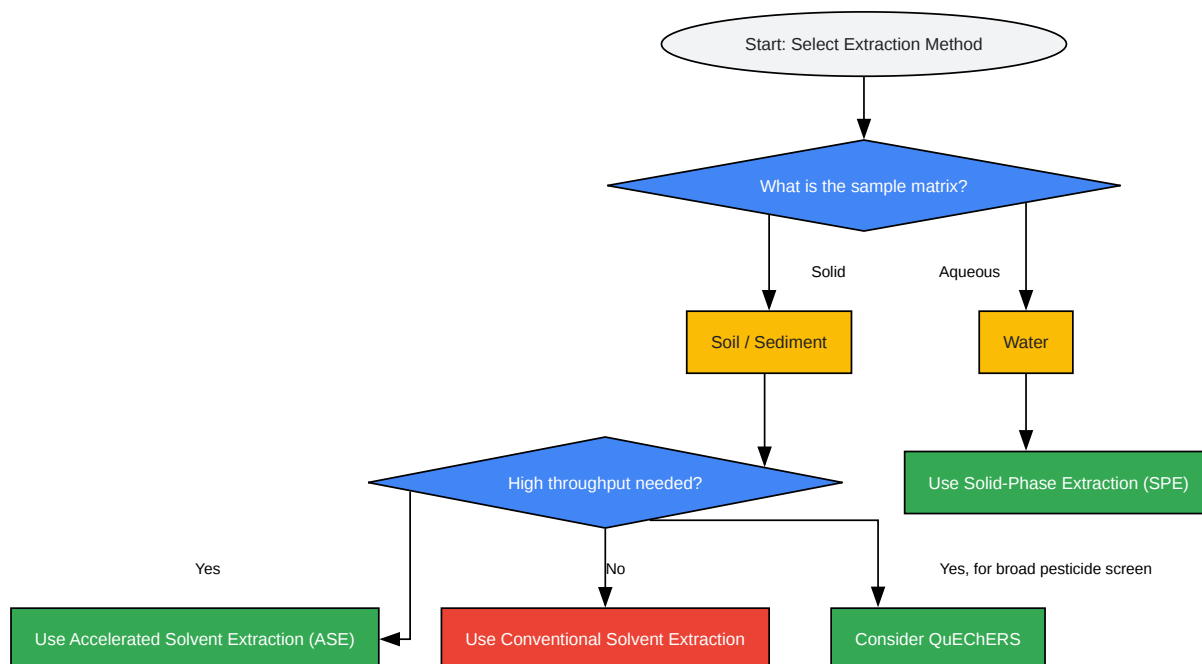 Start: Select Extraction Method
What is the sample matrix?
Solid
Aqueous
Soil / Sediment
Water
High throughput needed?
Use Solid-Phase Extraction (SPE)
Yes
No
Yes, for broad pesticide screen
Use Accelerated Solvent Extraction (ASE)
Use Conventional Solvent Extraction
Consider QuEChERS